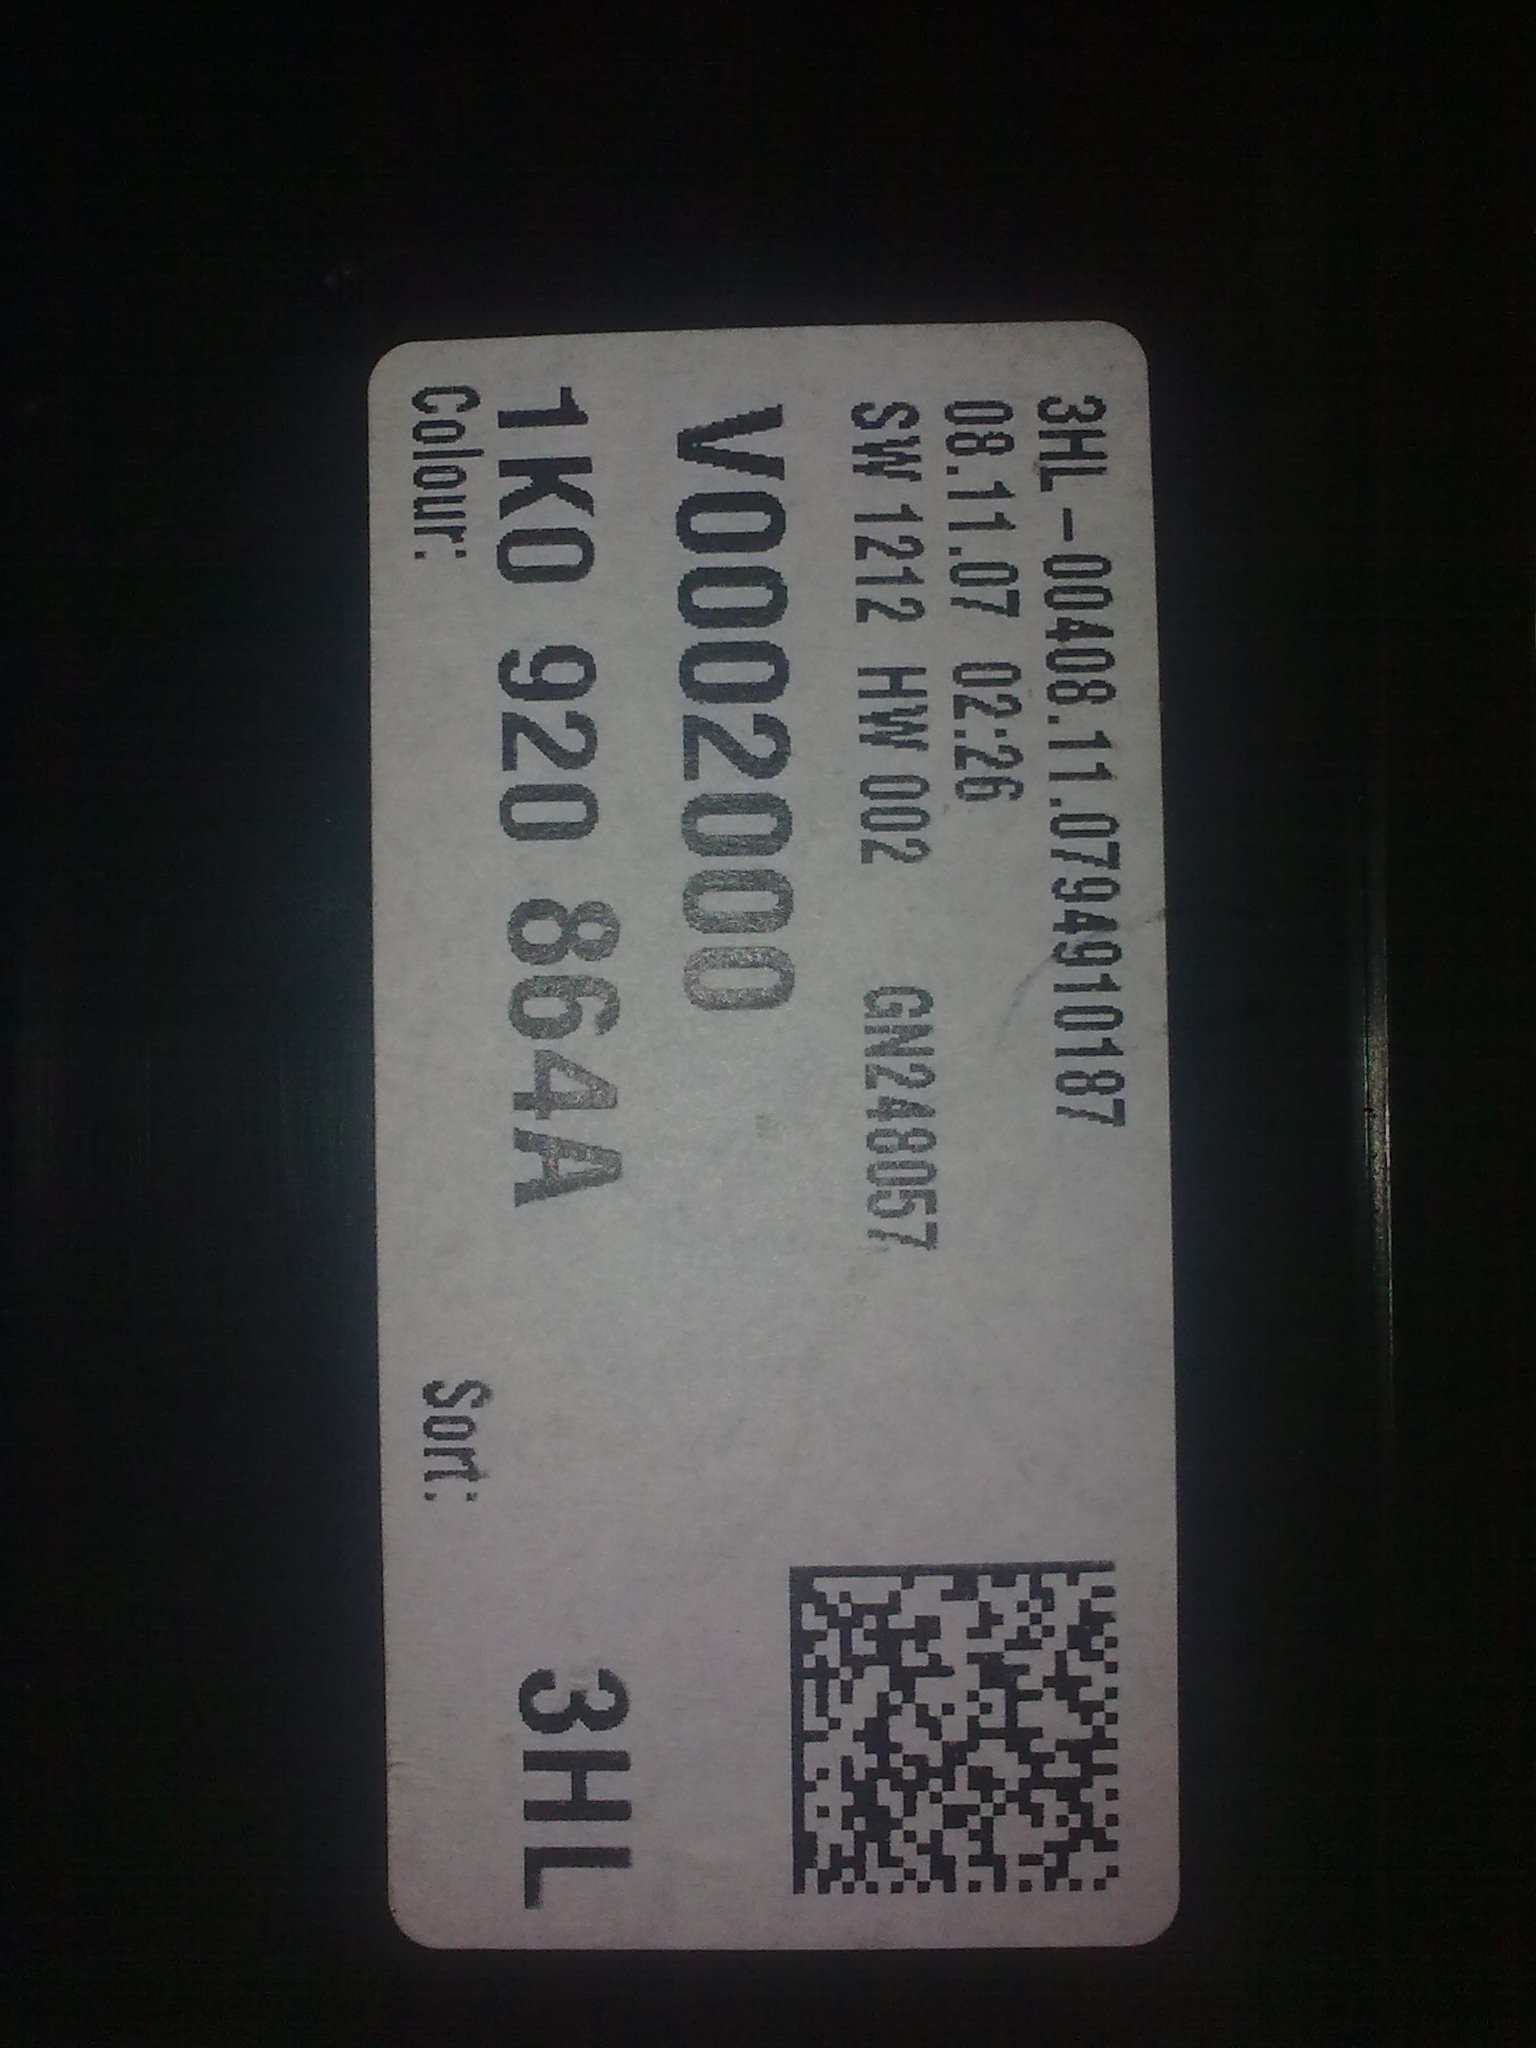 3HL -00408.11.0794910187
08.11.07 02:26
SW 1212 HW 002 GN248057
V0002000
1K0 920 864A 3HL
Colour: Sort: